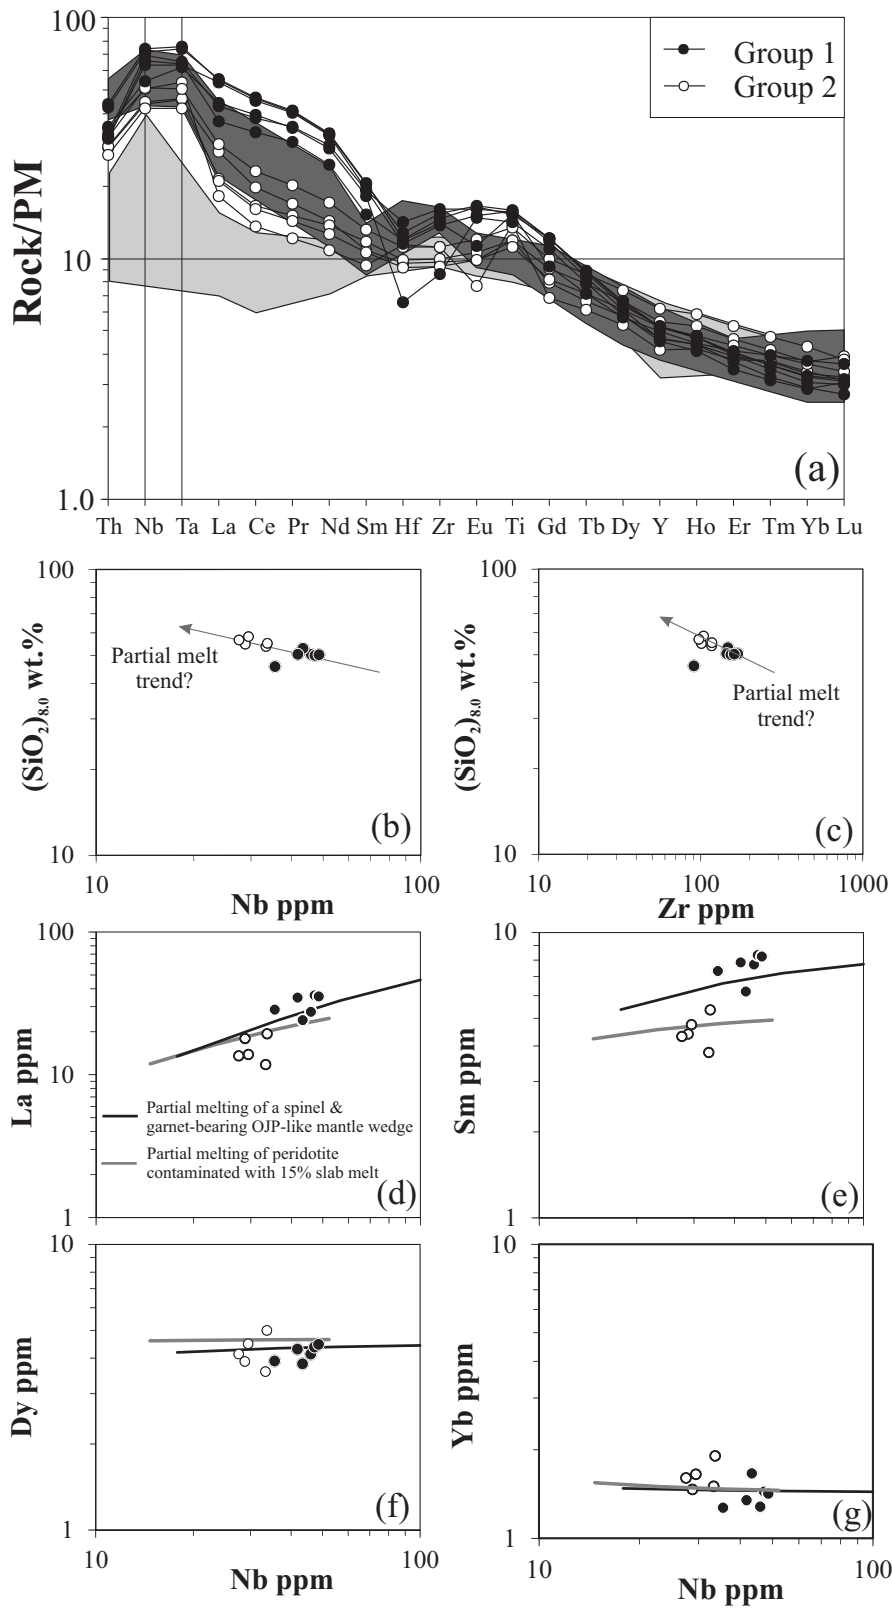 100
Group 1
Group 2
Rock/PM
10
1.0
(a)
Th Nb Ta La Ce Pr Nd Sm Hf Zr Eu Ti Gd Tb Dy Y Ho Er Tm Yb Lu
100
(SiO₂)₈.₀ wt.%
Partial melt
trend?
10
(b)
10
100
Nb ppm
100
(SiO₂)₈.₀ wt.%
Partial melt
trend?
10
(c)
10
100
1000
Zr ppm
100
La ppm
10
Partial melting of a spinel &
garnet-bearing OJP-like mantle wedge
Partial melting of peridotite
contaminated with 15% slab melt
(d)
1
10
Sm ppm
(e)
1
10
Dy ppm
(f)
1
10
100
Nb ppm
10
Yb ppm
(g)
1
10
100
Nb ppm